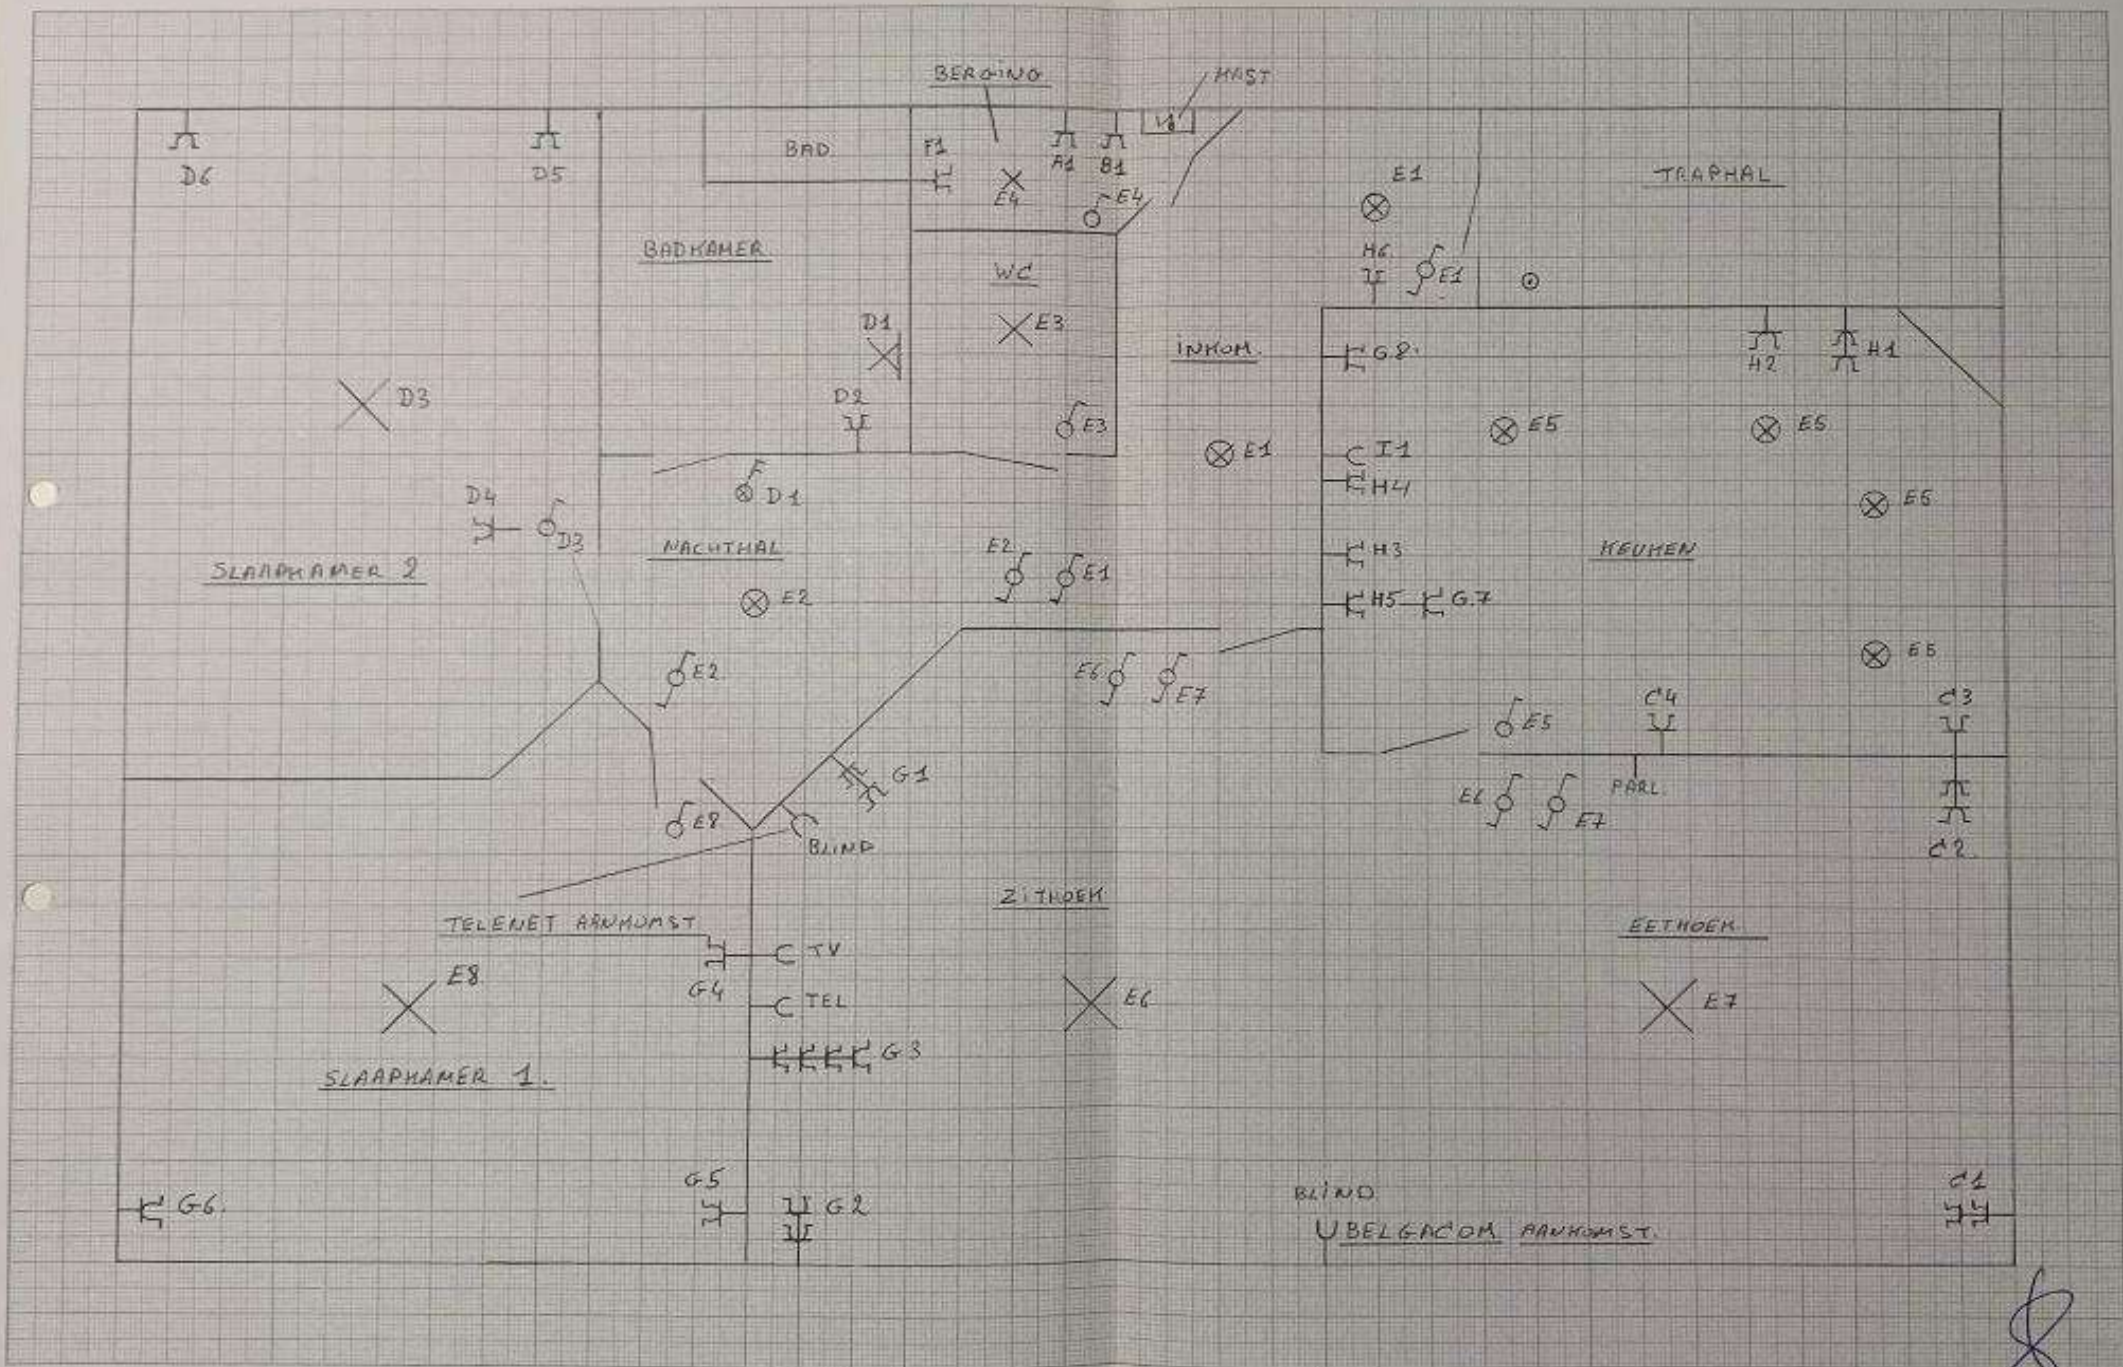 BERGING
KAST
D6
D5
BAD
F1
A1
B1
E4
E4
E1
TRAPHAL
BADKAMER
WC
H6
E1
D1
E3
INKOM.
G8.
H2
H1
D3
D2
E3
E1
I1
H4
E5
E5
D4
D3
D1
E5
SLAAPKAMER 2
NACHTHAL
E2
E1
H3
KEUKEN
E2
H5
G.7
E2
E6
E7
E5
E5
C4
C3
G1
E8
BLIND
E6
E7
PARL.
C2.
ZITHOEK
TELENET AANKOMST
EETHOEK
TV
E8
G4
TEL
E6
E7
G3
SLAAPKAMER 1.
G5
G6.
G2
BLIND
BELGACOM AANKOMST.
C1